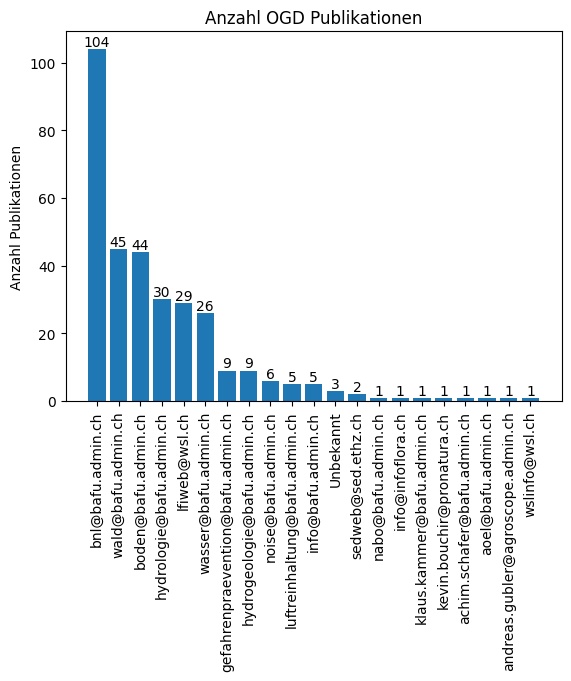 Anzahl OGD Publikationen
Anzahl Publikationen
100
80
60
40
20
0
104
45
44
30
29
26
9
9
6
5
5
3
2
1
1
1
1
1
1
1
1
bnl@bafu.admin.ch
wald@bafu.admin.ch
boden@bafu.admin.ch
hydrologie@bafu.admin.ch
lfiweb@wsl.ch
wasser@bafu.admin.ch
gefahrenpraevention@bafu.admin.ch
hydrogeologie@bafu.admin.ch
noise@bafu.admin.ch
luftreinhaltung@bafu.admin.ch
info@bafu.admin.ch
Unbekannt
sedweb@sed.ethz.ch
nabo@bafu.admin.ch
info@infoflora.ch
klaus.kammer@bafu.admin.ch
kevin.bouchir@pronatura.ch
achim.schafer@bafu.admin.ch
aoel@bafu.admin.ch
andreas.gubler@agroscope.admin.ch
wslinfo@wsl.ch